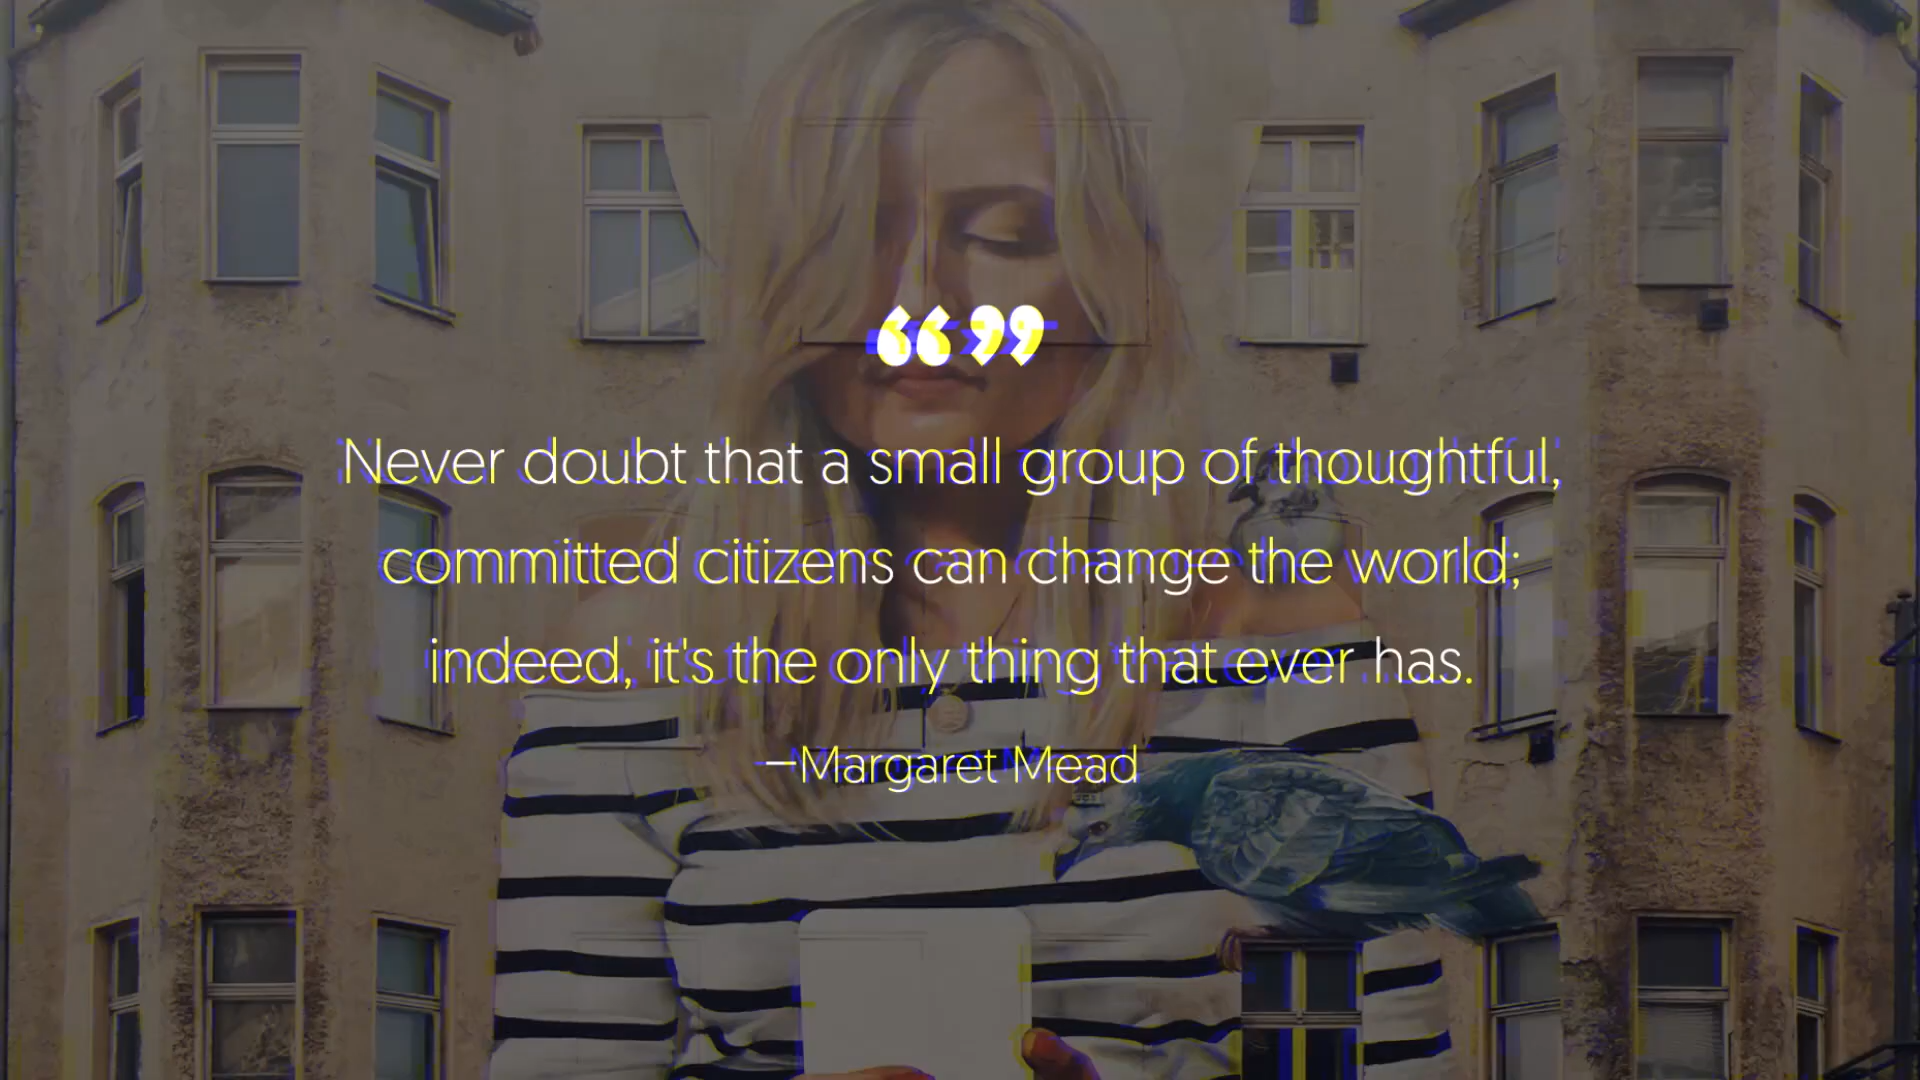 ❝❞
Never doubt that a small group of thoughtful,
committed citizens can change the world;
indeed, it's the only thing that ever has.
–Margaret Mead